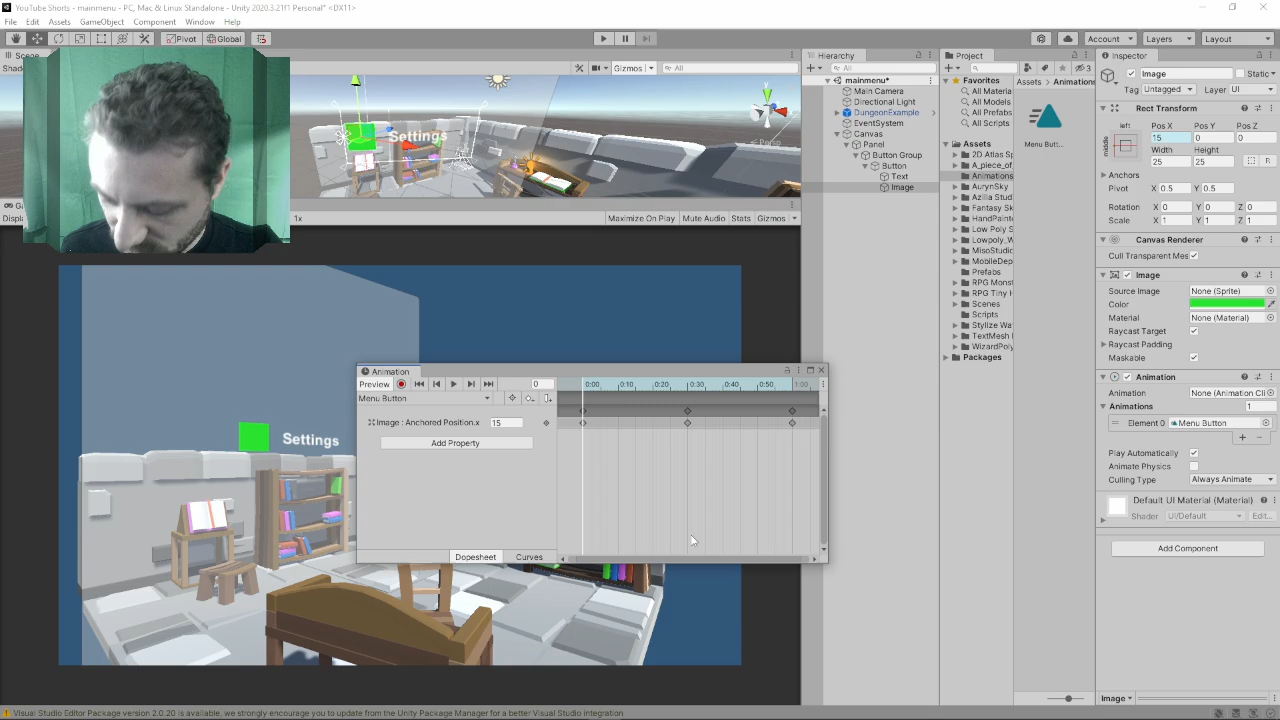 YouTube Shorts - mainmenu - PC, Mac & Linux Standalone - Unity 2020.3.21f1 Personal* <DX11>
File Edit Assets GameObject Component Window Help
Pivot Global Account Layers Layout
Scene Hierarchy Project Inspector
Gizmos All All 3
mainmenu*
Main Camera
Directional Light
DungeonExample
EventSystem
Canvas
Panel
Button Group
Button
Text
Image
Favorites
All Materia
All Models
All Prefabs
All Scripts
Assets
2D Atlas Sp
A_piece_of_
Animations
AurynSky
Azilla Studi
Fantasy Sk
HandPainte
Low Poly S
Lowpoly_W
MisoStudio
MobileDep
Prefabs
RPG Monst
RPG Tiny H
Scenes
Scripts
Stylize Wa
TextMesh I
WizardPoly
Packages
Assets Animations
Menu Butt...
Image Static
Tag Untagged Layer UI
Rect Transform
left Pos X Pos Y Pos Z
middle 15 0 0
Width Height
25 25 R
Anchors
Pivot X 0.5 Y 0.5
Rotation X 0 Y 0 Z 0
Scale X 1 Y 1 Z 1
Canvas Renderer
Cull Transparent Mes
Image
Source Image None (Sprite)
Color
Material None (Material)
Raycast Target
Raycast Padding
Maskable
Animation
Animation None (Animation Cli
Animations 1
Element 0 Menu Button
Play Automatically
Animate Physics
Culling Type Always Animate
Default UI Material (Material)
Shader UI/Default Edit...
Add Component
Image
Settings
Persp
1x Maximize On Play Mute Audio Stats Gizmos
Settings
Animation
Preview 0 0:00 0:10 0:20 0:30 0:40 0:50 1:00
Menu Button
Image : Anchored Position.x 15
Add Property
Dopesheet Curves
Visual Studio Editor Package version 2.0.20 is available, we strongly encourage you to update from the Unity Package Manager for a better Visual Studio integration